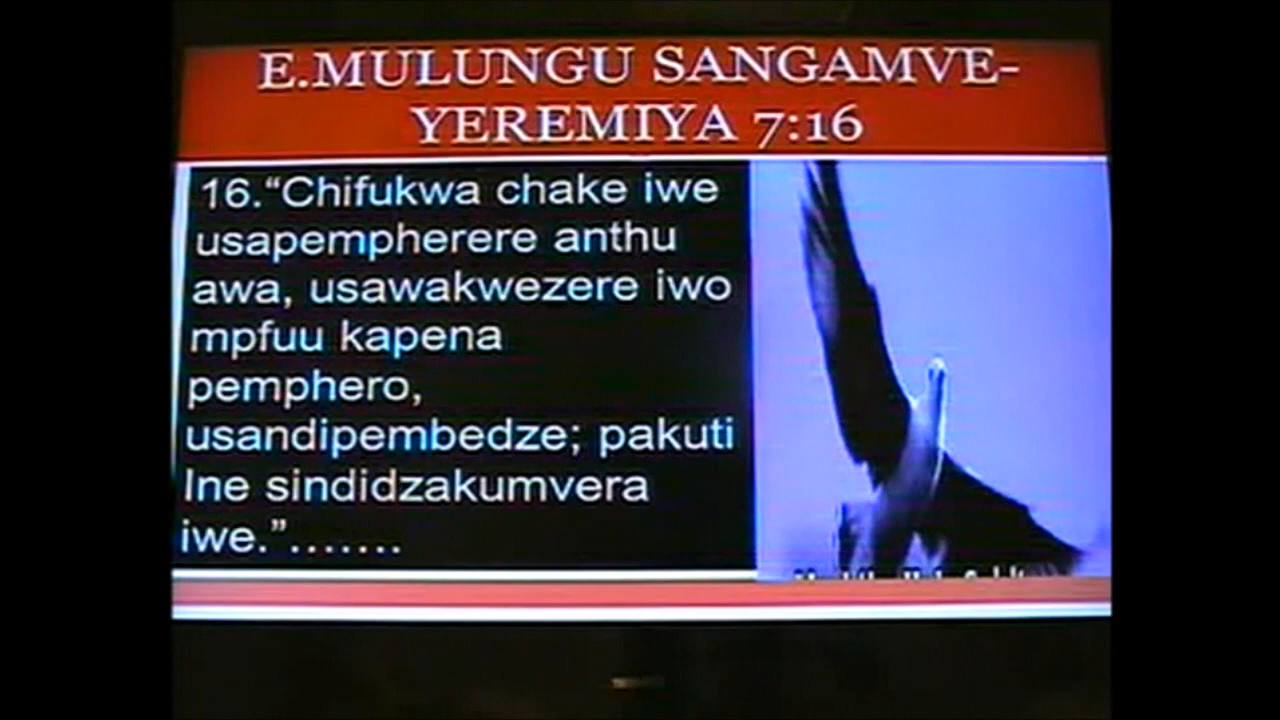 E.MULUNGU SANGAMVE-
YEREMIYA 7:16
16.“Chifukwa chake iwe
usapempherere anthu
awa, usawakwezere iwo
mpfuu kapena
pemphero,
usandipembedze; pakuti
Ine sindidzakumvera
iwe.”.......